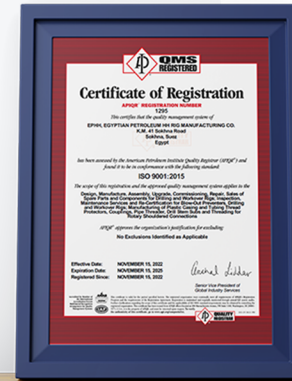 API QMS
REGISTERED
Certificate of Registration
APIQR® REGISTRATION NUMBER
1295
This certifies that the quality management system of
EPHH, EGYPTIAN PETROLEUM HH RIG MANUFACTURING CO.
K.M. 41 Sokhna Road
Sokhna, Suez
Egypt
has been assessed by the American Petroleum Institute Quality Registrar (APIQR®) and
found it to be in conformance with the following standard:
ISO 9001:2015
The scope of this registration and the approved quality management system applies to the
Design, Manufacture, Assembly, Upgrade, Commissioning, Repair, Sales of
Spare Parts and Components for Drilling and Workover Rigs; Inspection,
Maintenance Services and Re-Certification for Blow-Out Preventers, Drilling
and Workover Rigs; Manufacturing of Plastic Casing and Tubing Thread
Protectors, Couplings, Pipe Threader, Drill Stem Subs and Threading for
Rotary Shouldered Connections
APIQR® approves the organization's justification for excluding:
No Exclusions Identified as Applicable
Effective Date: NOVEMBER 15, 2022
Expiration Date: NOVEMBER 15, 2025
Registered Since: NOVEMBER 15, 2022
Senior Vice President of
Global Industry Services
API QUALITY
REGISTRAR